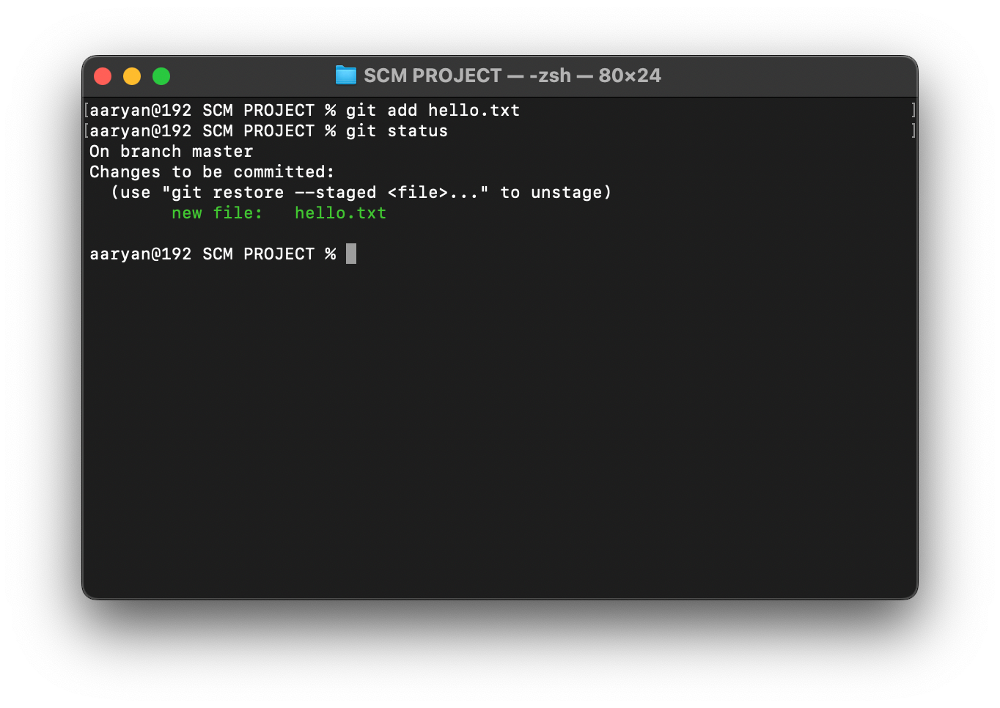 SCM PROJECT — -zsh — 80×24
[aaryan@192 SCM PROJECT % git add hello.txt ]
[aaryan@192 SCM PROJECT % git status ]
On branch master
Changes to be committed:
  (use "git restore --staged <file>..." to unstage)
        new file:   hello.txt

aaryan@192 SCM PROJECT %